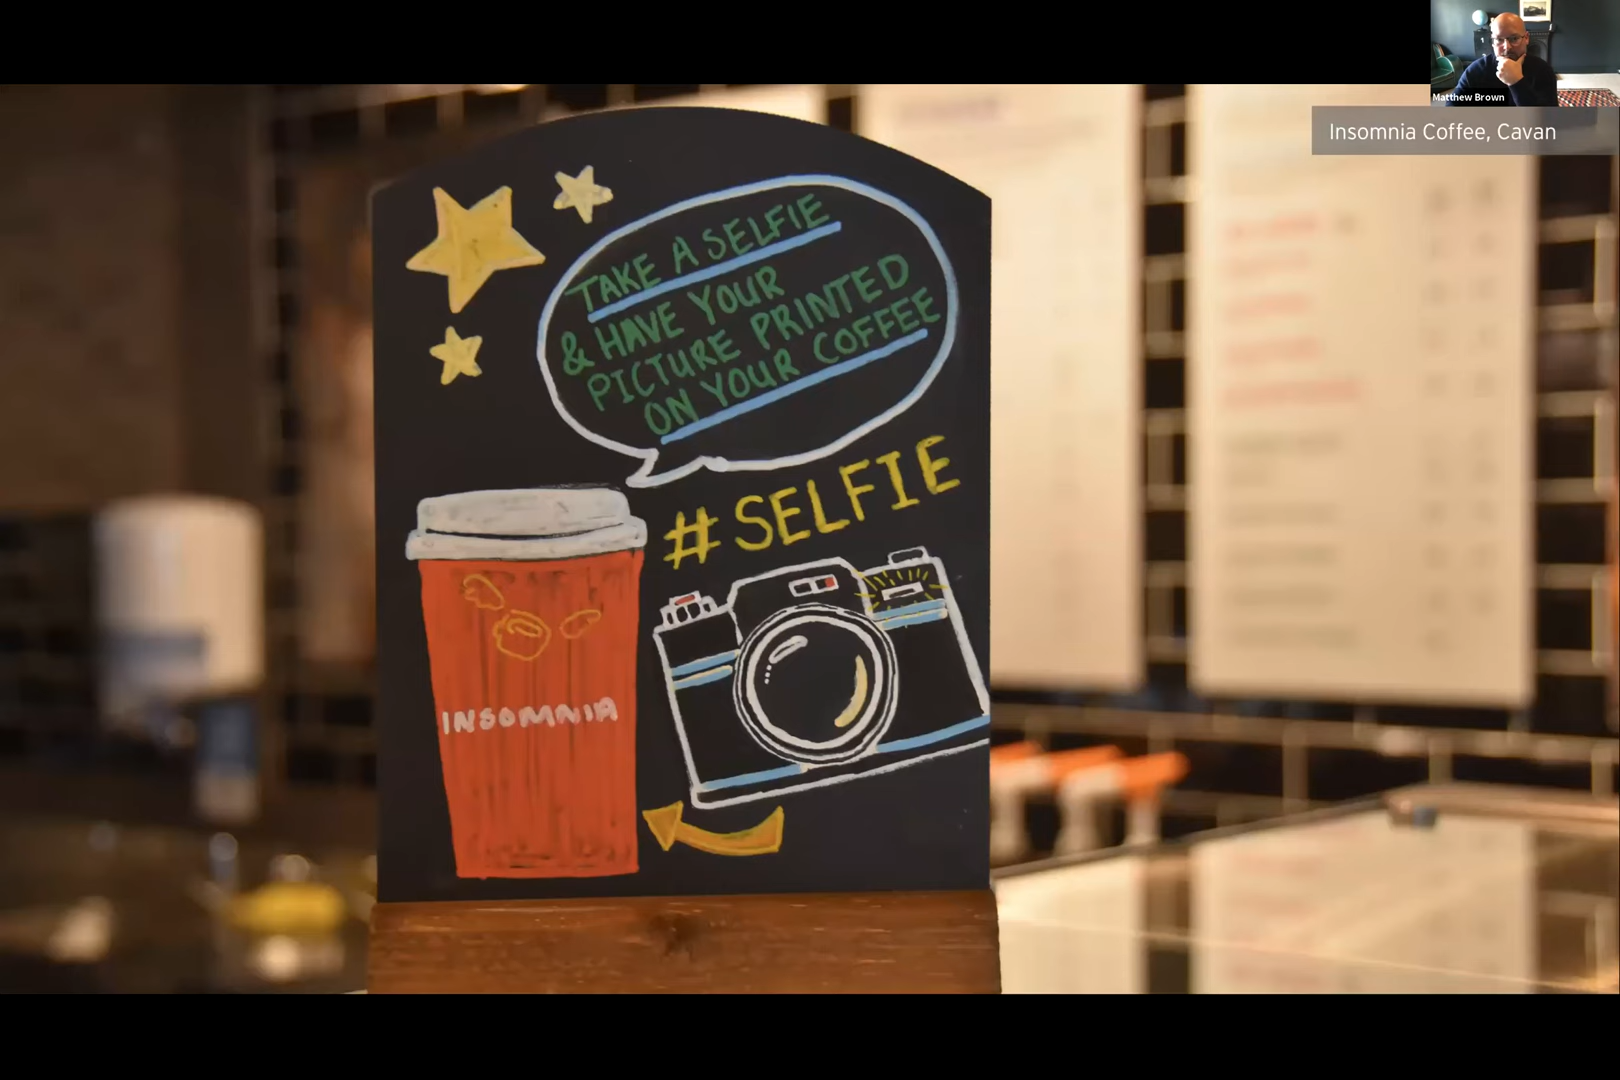 Matthew Brown
Insomnia Coffee, Cavan
TAKE A SELFIE
& HAVE YOUR
PICTURE PRINTED
ON YOUR COFFEE
#SELFIE
INSOMNIA